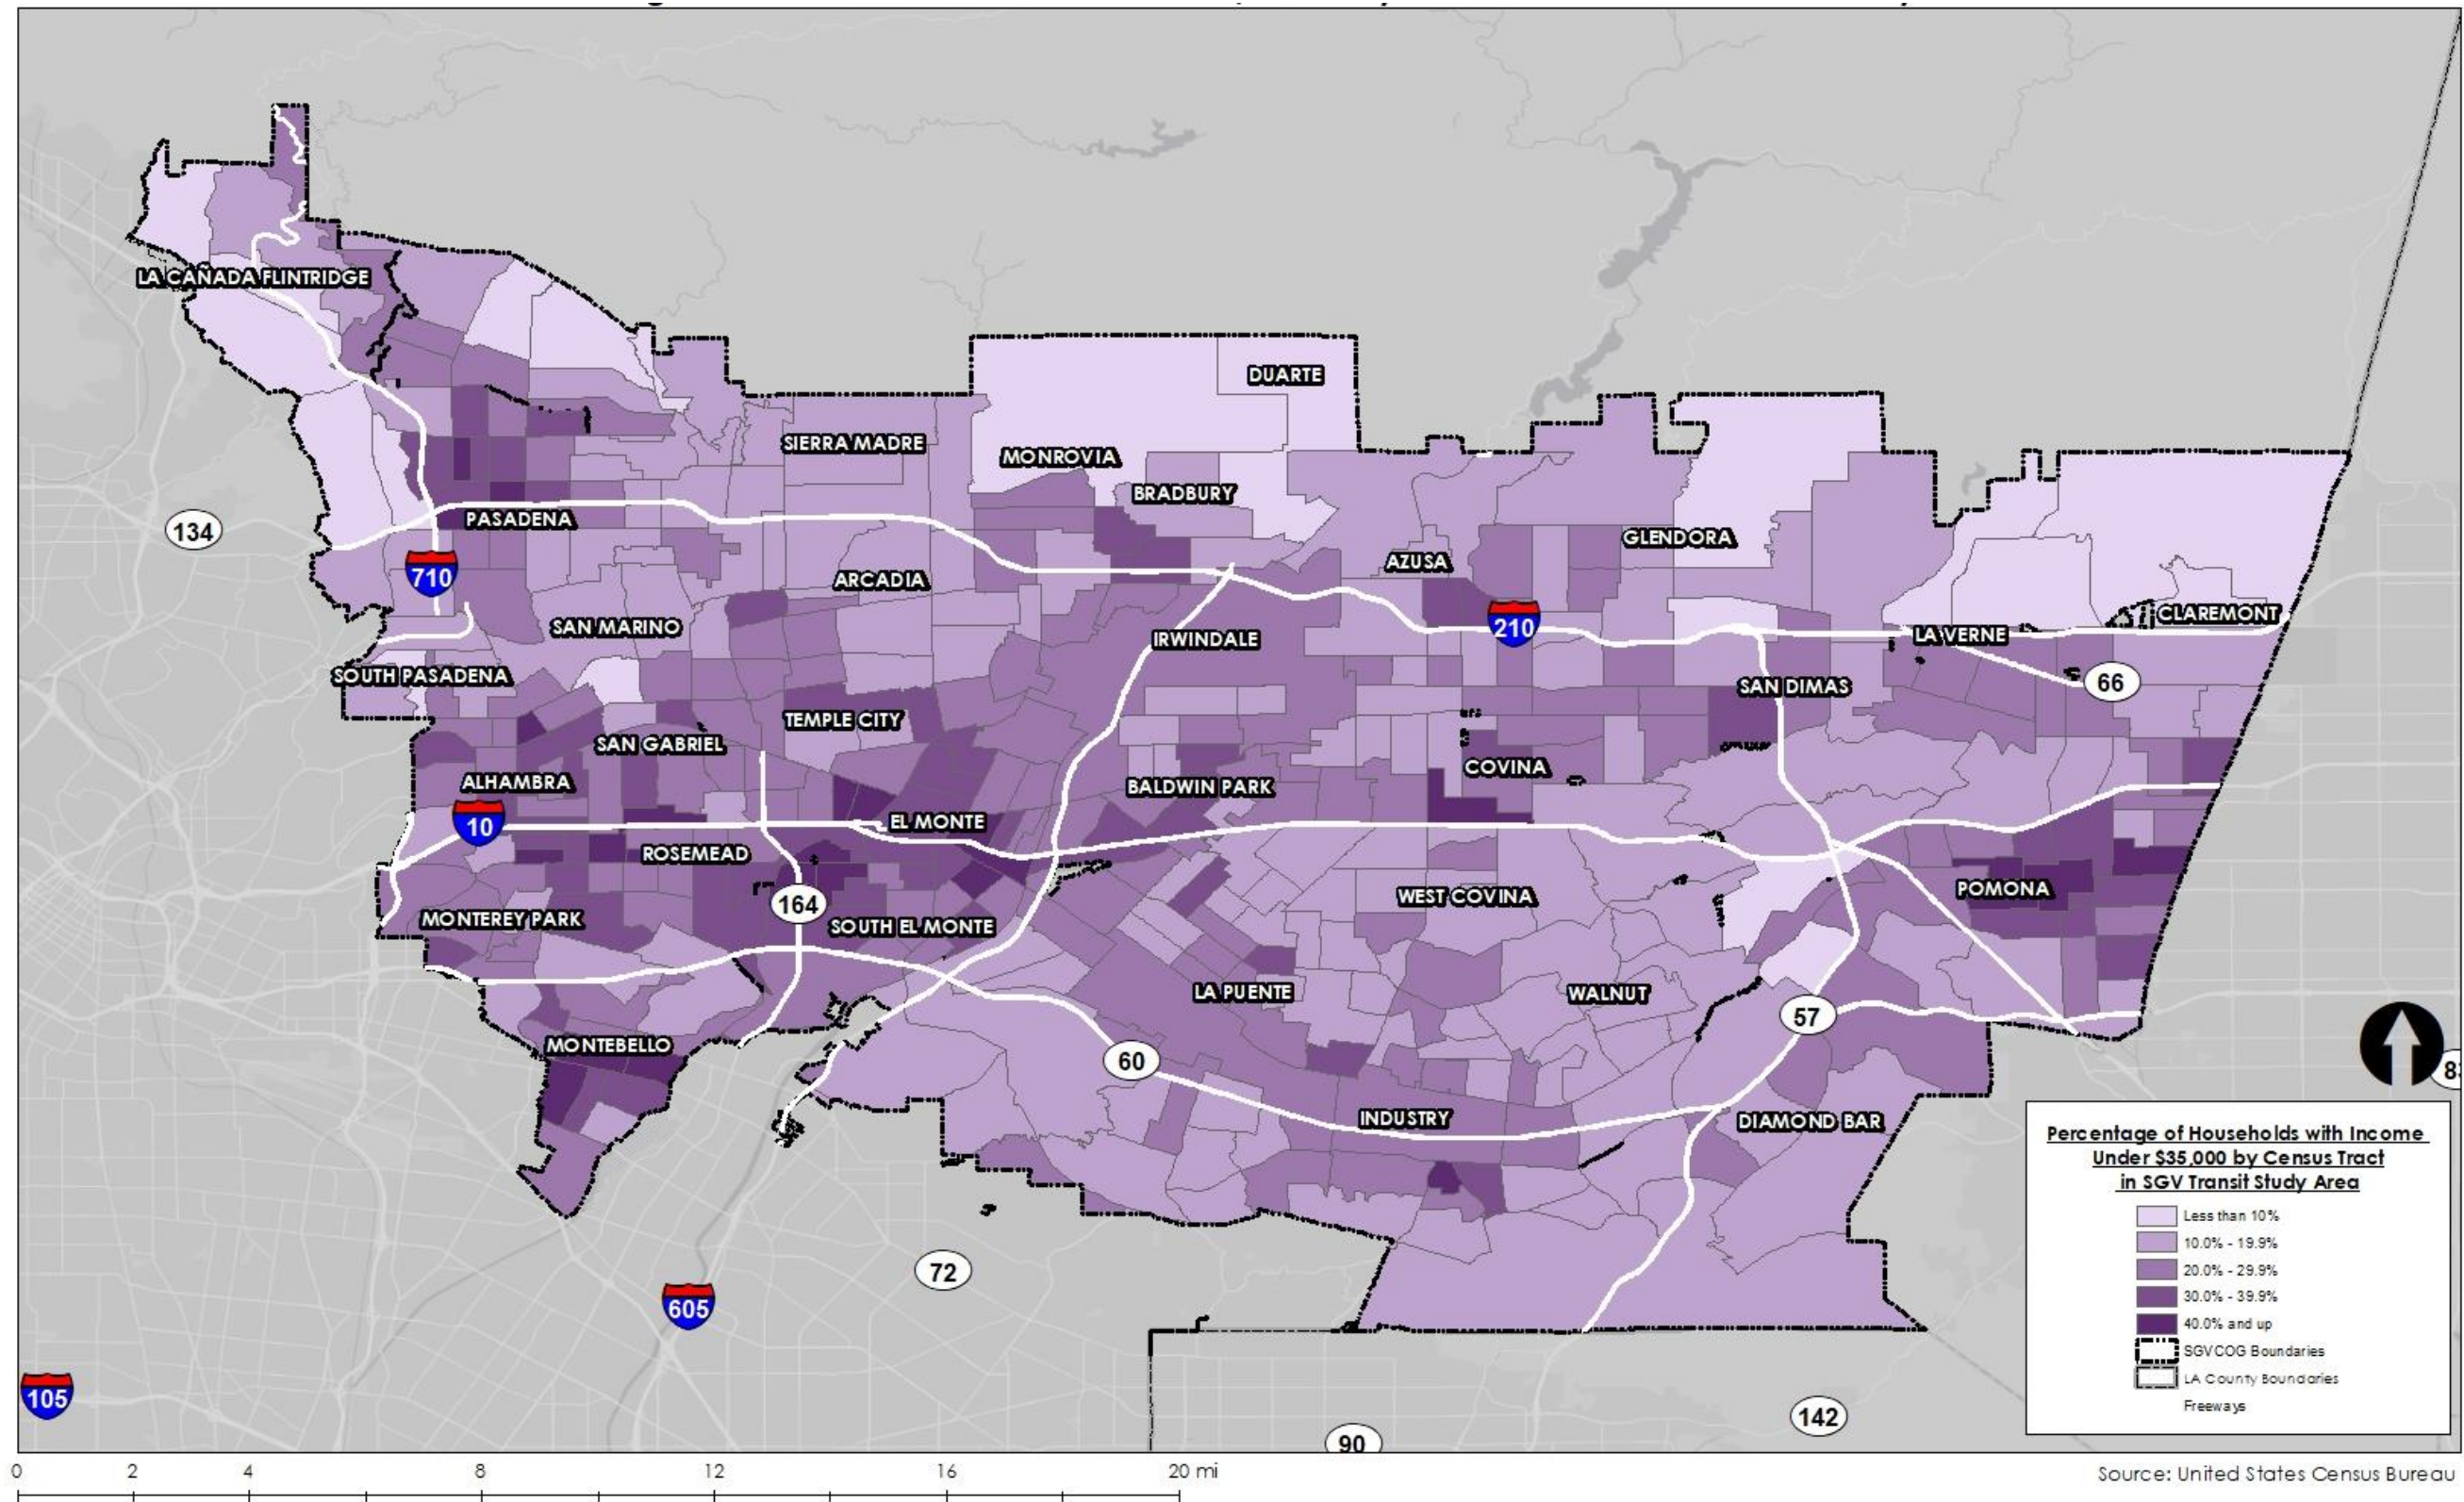 LA CAÑADA FLINTRIDGE
DUARTE
SIERRA MADRE
MONROVIA
BRADBURY
134
PASADENA
GLENDORA
AZUSA
710
ARCADIA
SAN MARINO
IRWINDALE
210
CLAREMONT
LA VERNE
SOUTH PASADENA
66
SAN DIMAS
TEMPLE CITY
SAN GABRIEL
COVINA
ALHAMBRA
BALDWIN PARK
10
EL MONTE
ROSEMEAD
POMONA
WEST COVINA
164
MONTEREY PARK
SOUTH EL MONTE
LA PUENTE
WALNUT
57
MONTEBELLO
60
INDUSTRY
DIAMOND BAR
72
605
105
142
90
Percentage of Households with Income
Under $35,000 by Census Tract
in SGV Transit Study Area
Less than 10%
10.0% - 19.9%
20.0% - 29.9%
30.0% - 39.9%
40.0% and up
SGVCOG Boundaries
LA County Boundaries
Freeways
0 2 4 8 12 16 20 mi
Source: United States Census Bureau